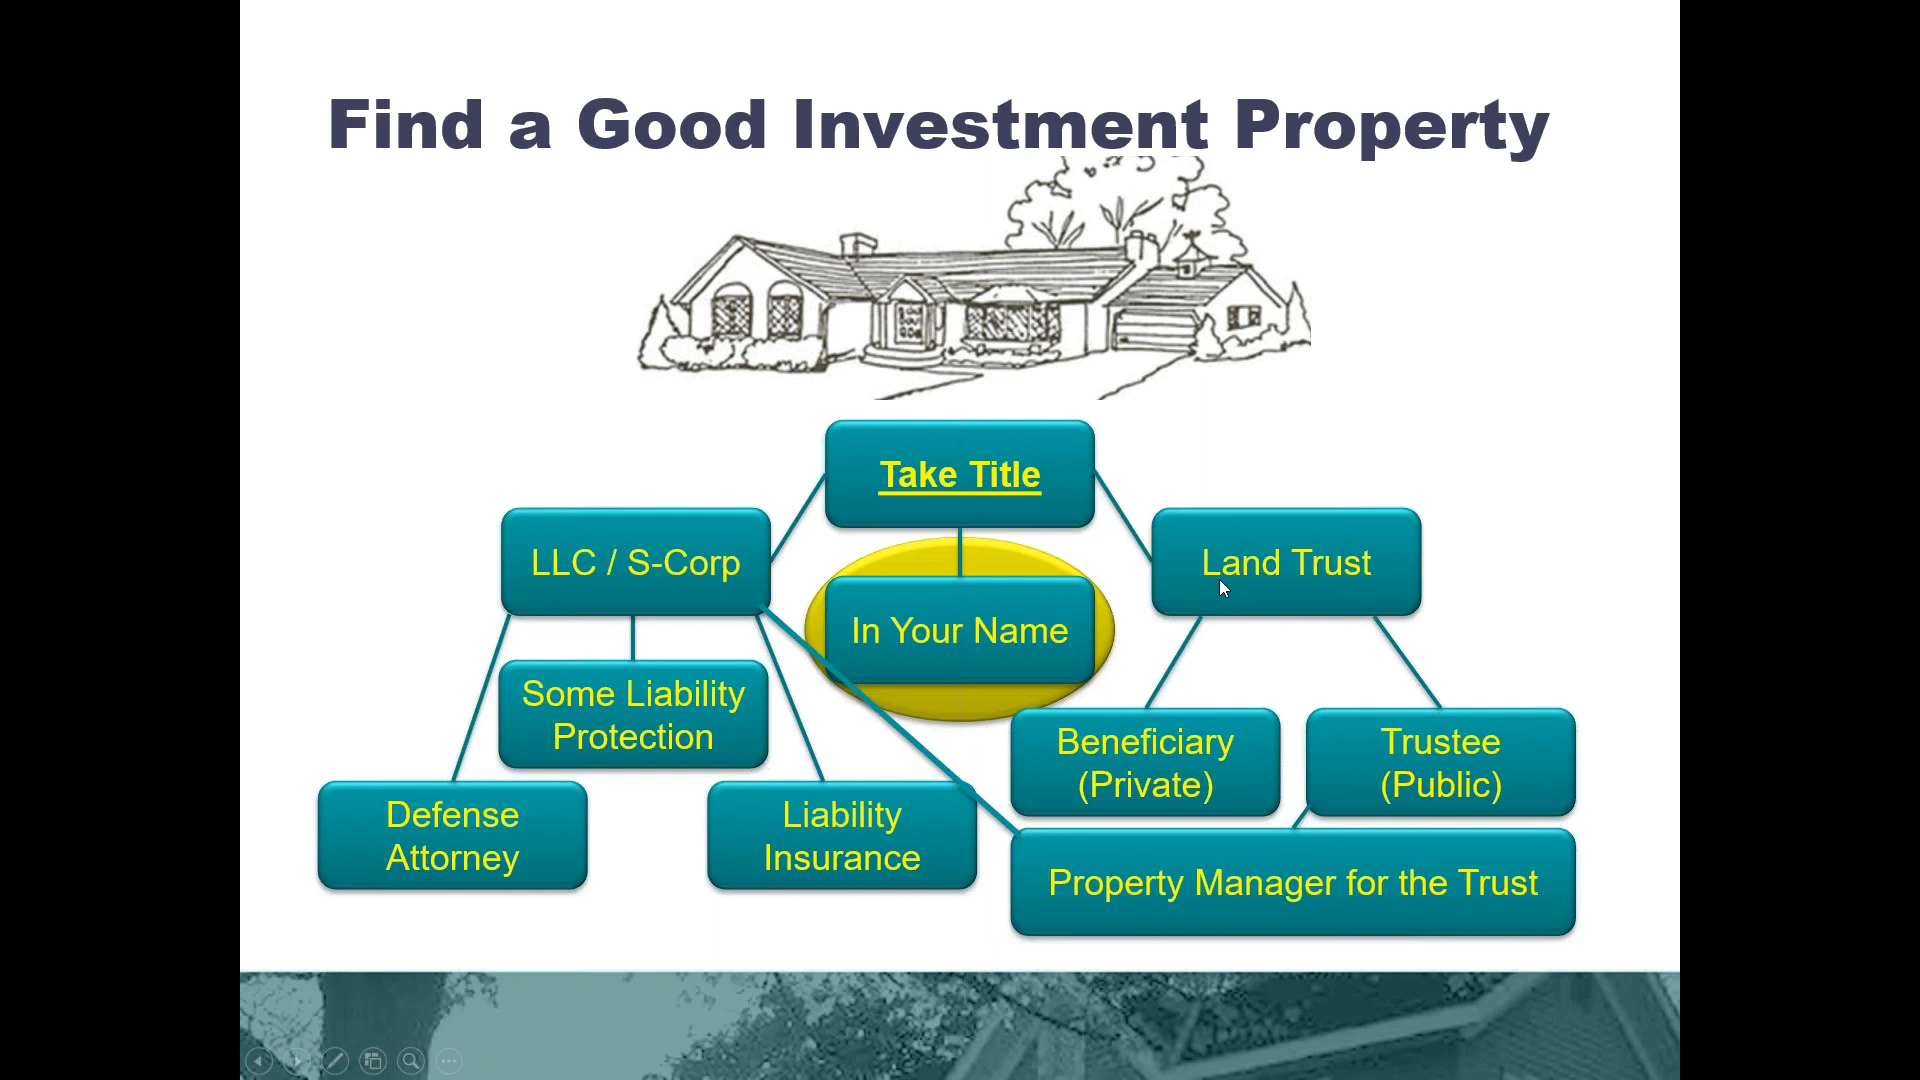 Find a Good Investment Property
Take Title
LLC / S-Corp
Land Trust
In Your Name
Some Liability
Protection
Beneficiary
(Private)
Trustee
(Public)
Defense
Attorney
Liability
Insurance
Property Manager for the Trust